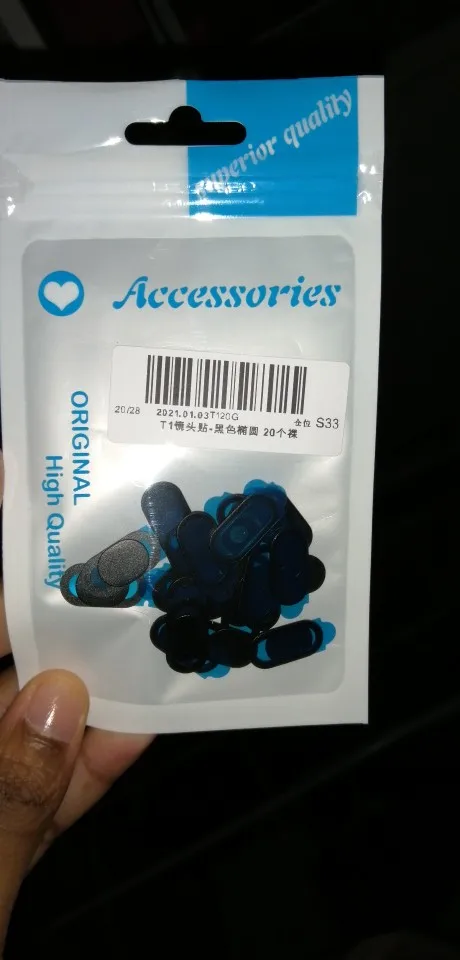 superior quality
Accessories
ORIGINAL
High Quality
20/28 2021.01.03T120G 仓位 S33
T1镜头贴-黑色椭圆 20个裸